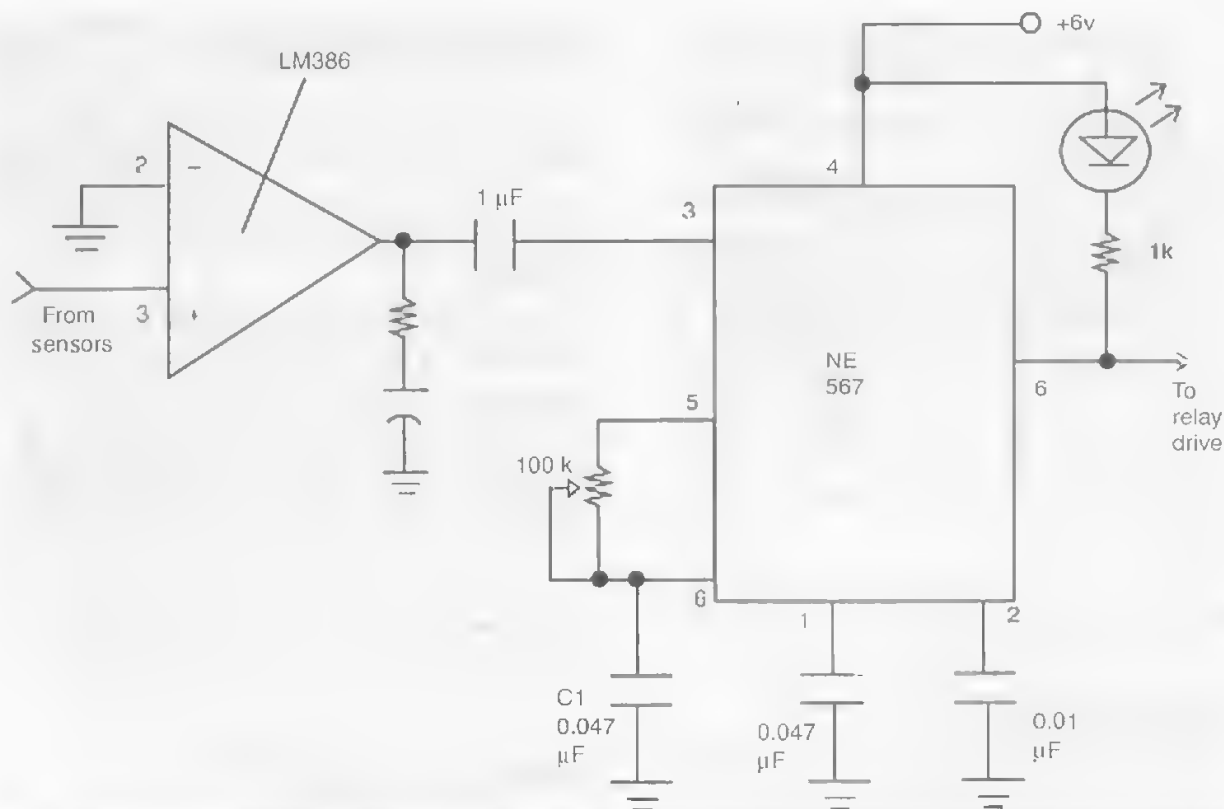 +6v
LM386
2
−
4
1 µF
3
1k
From
sensors
3
+
NE
567
6
To
relay
drive
5
100 k
6
1
2
C1
0.047
µF
0.047
µF
0.01
µF